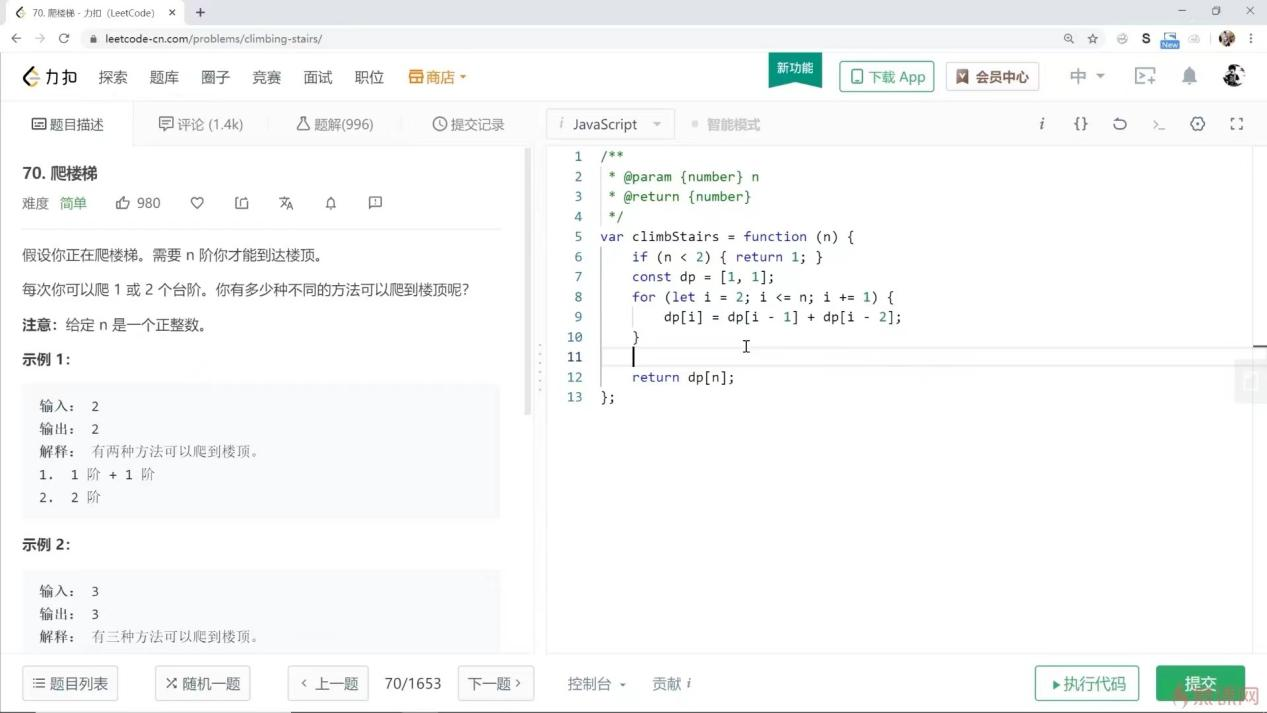 70. 爬楼梯 - 力扣 (LeetCode)
leetcode-cn.com/problems/climbing-stairs/
New
力扣 探索 题库 圈子 竞赛 面试 职位 商店 新功能 下载 App 会员中心 中
题目描述 评论 (1.4k) 题解(996) 提交记录 i JavaScript 智能模式 i {}
70. 爬楼梯
难度 简单 980
假设你正在爬楼梯。需要 n 阶你才能到达楼顶。
每次你可以爬 1 或 2 个台阶。你有多少种不同的方法可以爬到楼顶呢?
注意：给定 n 是一个正整数。
示例 1：
输入： 2
输出： 2
解释： 有两种方法可以爬到楼顶。
1. 1 阶 + 1 阶
2. 2 阶
示例 2：
输入： 3
输出： 3
解释： 有三种方法可以爬到楼顶。
1 /**
2 * @param {number} n
3 * @return {number}
4 */
5 var climbStairs = function (n) {
6 if (n < 2) { return 1; }
7 const dp = [1, 1];
8 for (let i = 2; i <= n; i += 1) {
9 dp[i] = dp[i - 1] + dp[i - 2];
10 }
11
12 return dp[n];
13 };
题目列表 随机一题 上一题 70/1653 下一题 控制台 贡献 i 执行代码 提交
慕课网